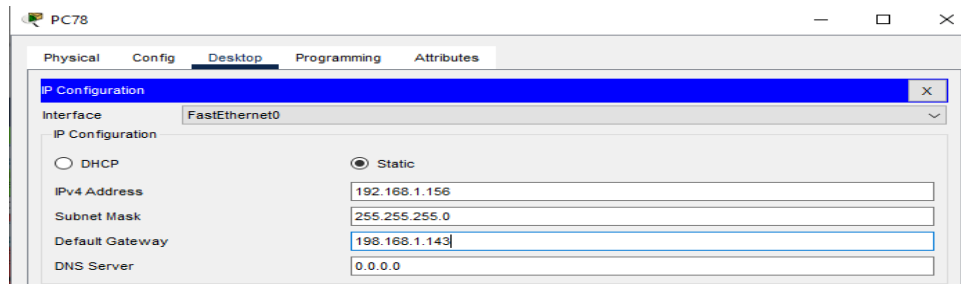 PC78
Physical Config Desktop Programming Attributes
IP Configuration X
Interface FastEthernet0
IP Configuration
DHCP Static
IPv4 Address 192.168.1.156
Subnet Mask 255.255.255.0
Default Gateway 198.168.1.143
DNS Server 0.0.0.0